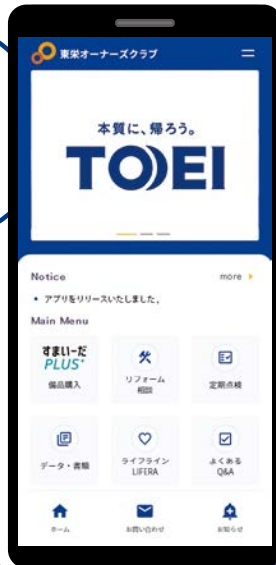 東栄オーナーズクラブ
本質に、帰ろう。
TOEI
Notice
more
• アプリをリリースいたしました。
Main Menu
すまいーだ
PLUS+
備品購入
リフォーム
相談
定期点検
データ・書類
ライフライン
LIFERA
よくある
Q&A
ホーム
お問い合わせ
お知らせ